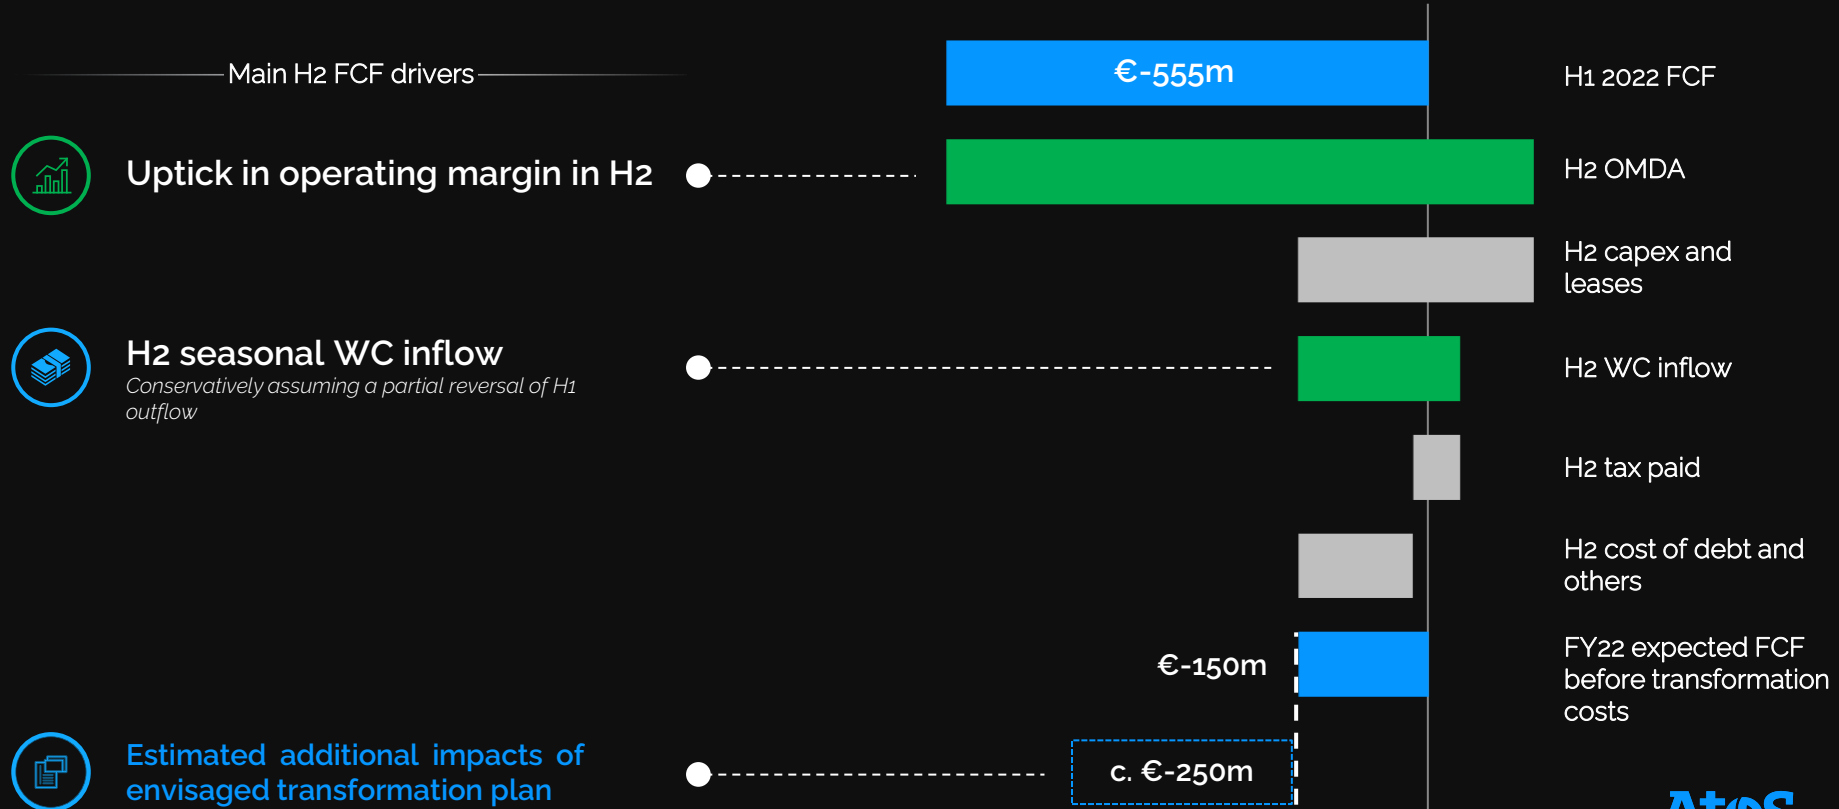 Main H2 FCF drivers
€-555m
H1 2022 FCF
Uptick in operating margin in H2
H2 OMDA
H2 capex and
leases
H2 seasonal WC inflow
Conservatively assuming a partial reversal of H1
outflow
H2 WC inflow
H2 tax paid
H2 cost of debt and
others
€-150m
FY22 expected FCF
before transformation
costs
Estimated additional impacts of
envisaged transformation plan
c. €-250m
Atos